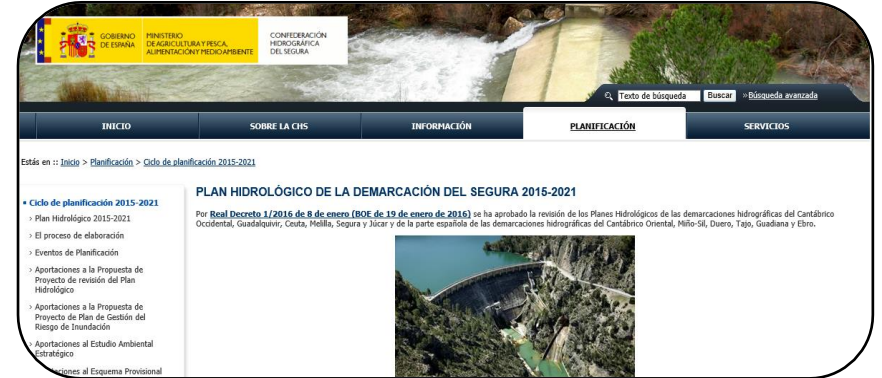 GOBIERNO
DE ESPAÑA
MINISTERIO
DE AGRICULTURA Y PESCA,
ALIMENTACIÓN Y MEDIO AMBIENTE
CONFEDERACIÓN
HIDROGRÁFICA
DEL SEGURA
Texto de búsqueda Buscar »Búsqueda avanzada
INICIO SOBRE LA CHS INFORMACIÓN PLANIFICACIÓN SERVICIOS
Estás en :: Inicio > Planificación > Ciclo de planificación 2015-2021
Ciclo de planificación 2015-2021
> Plan Hidrológico 2015-2021
> El proceso de elaboración
> Eventos de Planificación
> Aportaciones a la Propuesta de
Proyecto de revisión del Plan
Hidrológico
> Aportaciones a la Propuesta de
Proyecto de Plan de Gestión del
Riesgo de Inundación
> Aportaciones al Estudio Ambiental
Estratégico
al Esquema Provisional
PLAN HIDROLÓGICO DE LA DEMARCACIÓN DEL SEGURA 2015-2021
Por Real Decreto 1/2016 de 8 de enero (BOE de 19 de enero de 2016) se ha aprobado la revisión de los Planes Hidrológicos de las demarcaciones hidrográficas del Cantábrico
Occidental, Guadalquivir, Ceuta, Melilla, Segura y Júcar y de la parte española de las demarcaciones hidrográficas del Cantábrico Oriental, Miño-Sil, Duero, Tajo, Guadiana y Ebro.